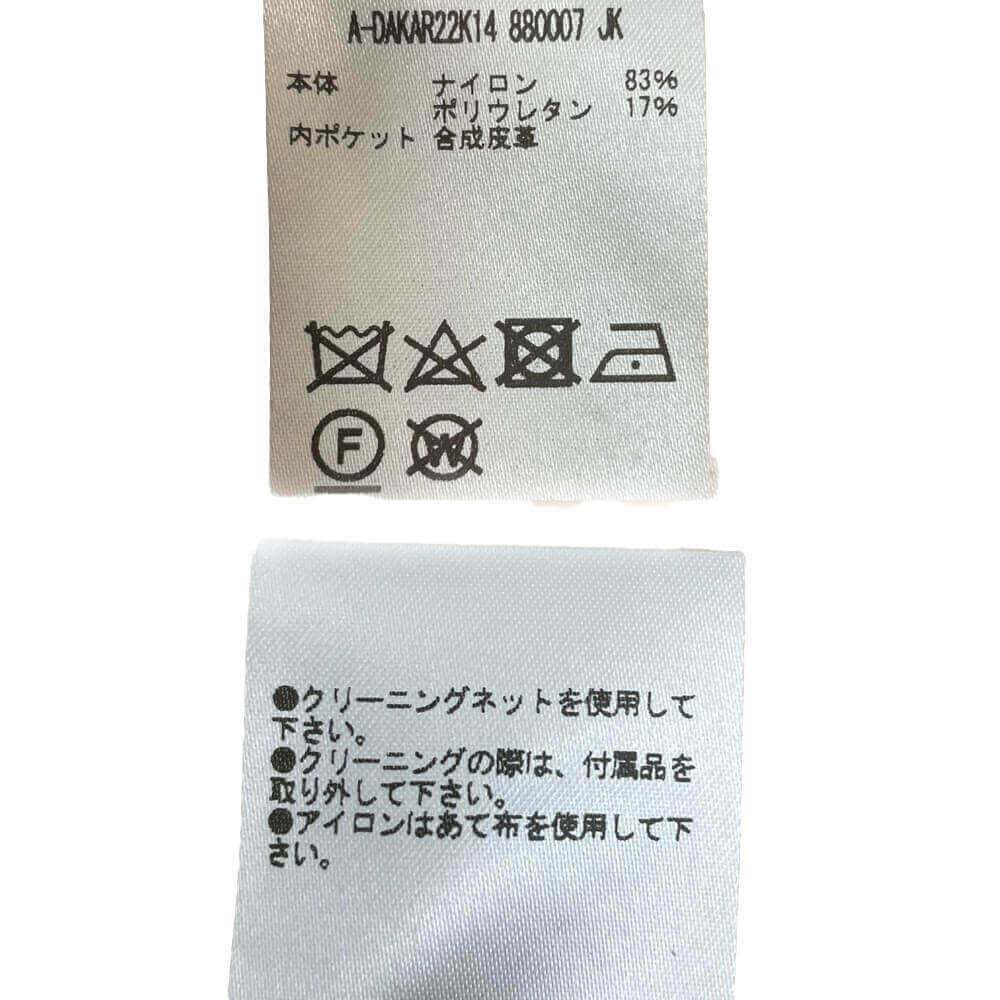 A-DAKAR22K14 880007 JK
本体 ナイロン 83%
ポリウレタン 17%
内ポケット 合成皮革
F
W
●クリーニングネットを使用して
下さい。
●クリーニングの際は、付属品を
取り外して下さい。
●アイロンはあて布を使用して下
さい。